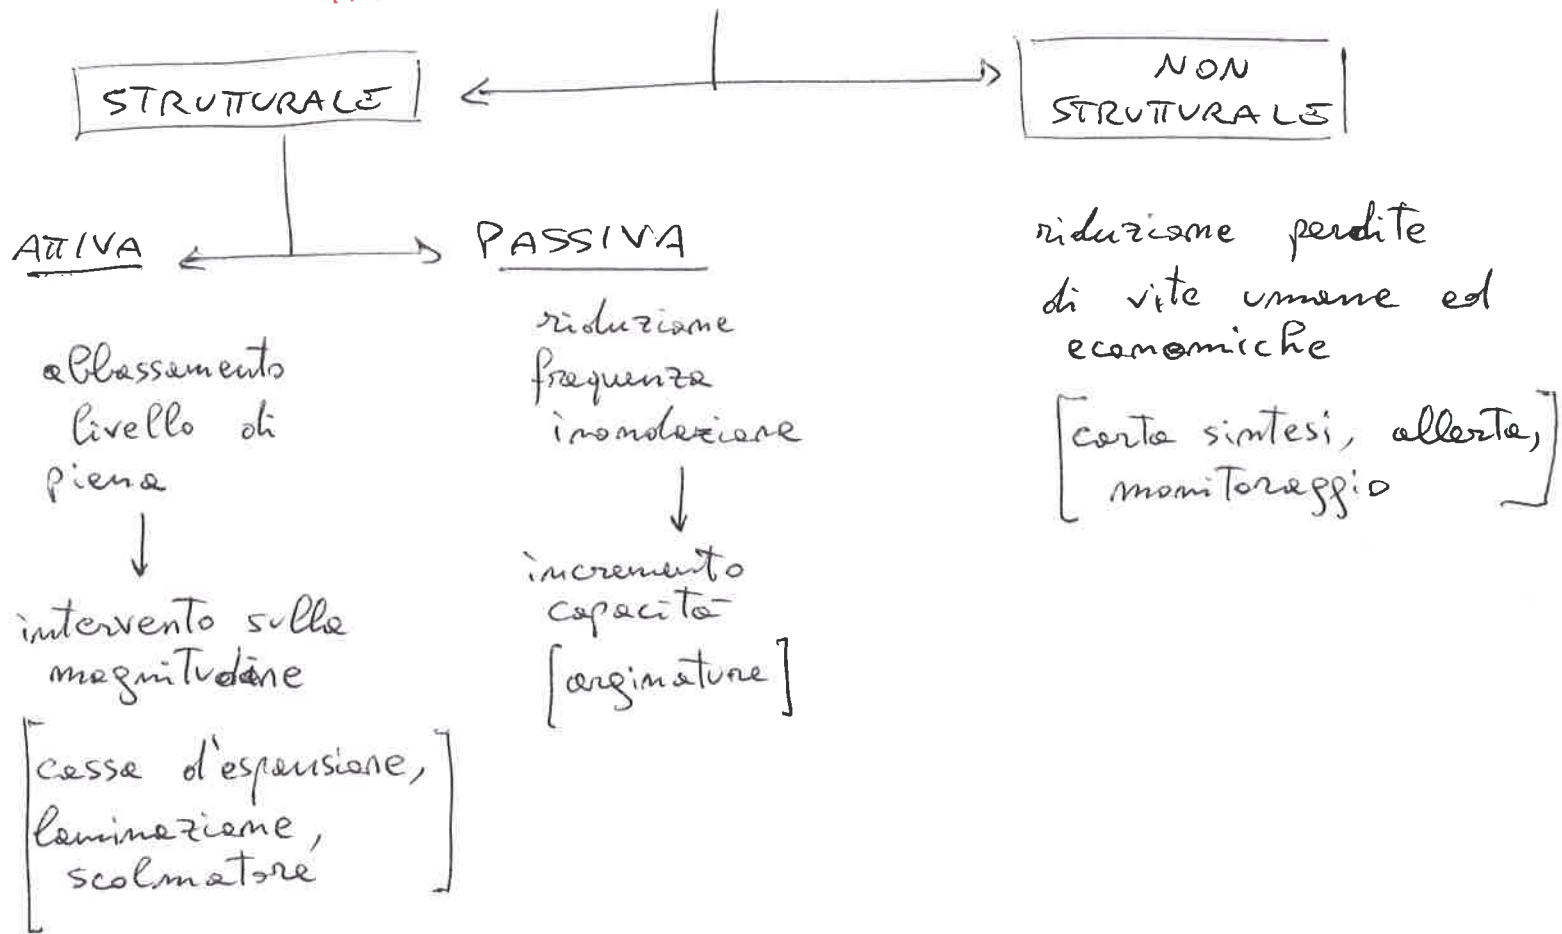 STRUTTURALE
NON
STRUTTURALE
ATTIVA
PASSIVA
abbassamento
livello di
piena
intervento sulla
magnitudine
[cassa d'espansione,
laminazione,
scolmatore]
riduzione
frequenza
inondazione
incremento
capacità
[arginature]
riduzione perdite
di vite umane ed
economiche
[carta sintesi, allerta,
monitoraggio]